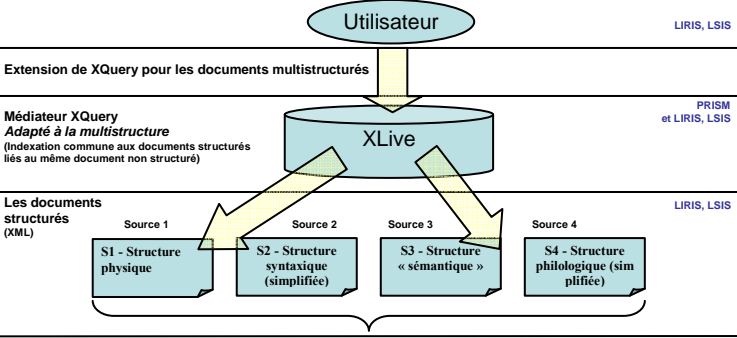 Utilisateur
LIRIS, LSIS
Extension de XQuery pour les documents multistructurés
Médiateur XQuery
Adapté à la multistructure
(Indexation commune aux documents structurés
liés au même document non structuré)
XLive
PRISM
et LIRIS, LSIS
Les documents
structurés
(XML)
LIRIS, LSIS
Source 1
Source 2
Source 3
Source 4
S1 - Structure
physique
S2 - Structure
syntaxique
(simplifiée)
S3 - Structure
« sémantique »
S4 - Structure
philologique (sim
plifiée)